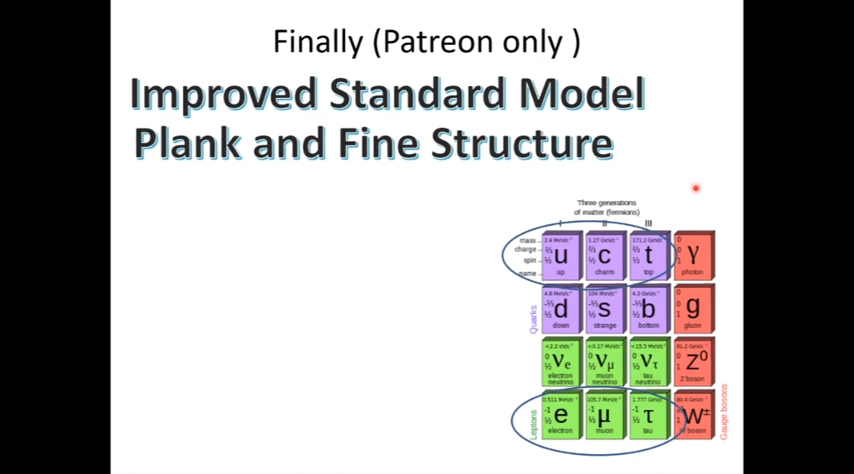 Finally (Patreon only )
Improved Standard Model
Plank and Fine Structure
Three generations
of matter (fermions)
I II III
mass 2.4 MeV/c² 1.27 GeV/c² 171.2 GeV/c² 0
charge ⅔ ⅔ ⅔ 0
spin ½ ½ ½ 1
u c t γ
name up charm top photon
4.8 MeV/c² 104 MeV/c² 4.2 GeV/c² 0
-⅓ -⅓ -⅓ 0
½ ½ ½ 1
d s b g
down strange bottom gluon
Quarks
<2.2 eV/c² <0.17 MeV/c² <15.5 MeV/c² 91.2 GeV/c²
0 0 0 0
½ ½ ½ 1
νe νμ ντ Z⁰
electron neutrino muon neutrino tau neutrino Z boson
0.511 MeV/c² 105.7 MeV/c² 1.777 GeV/c² 80.4 GeV/c²
-1 -1 -1
½ ½ ½ 1
e μ τ W±
electron muon tau W boson
Leptons
Gauge bosons